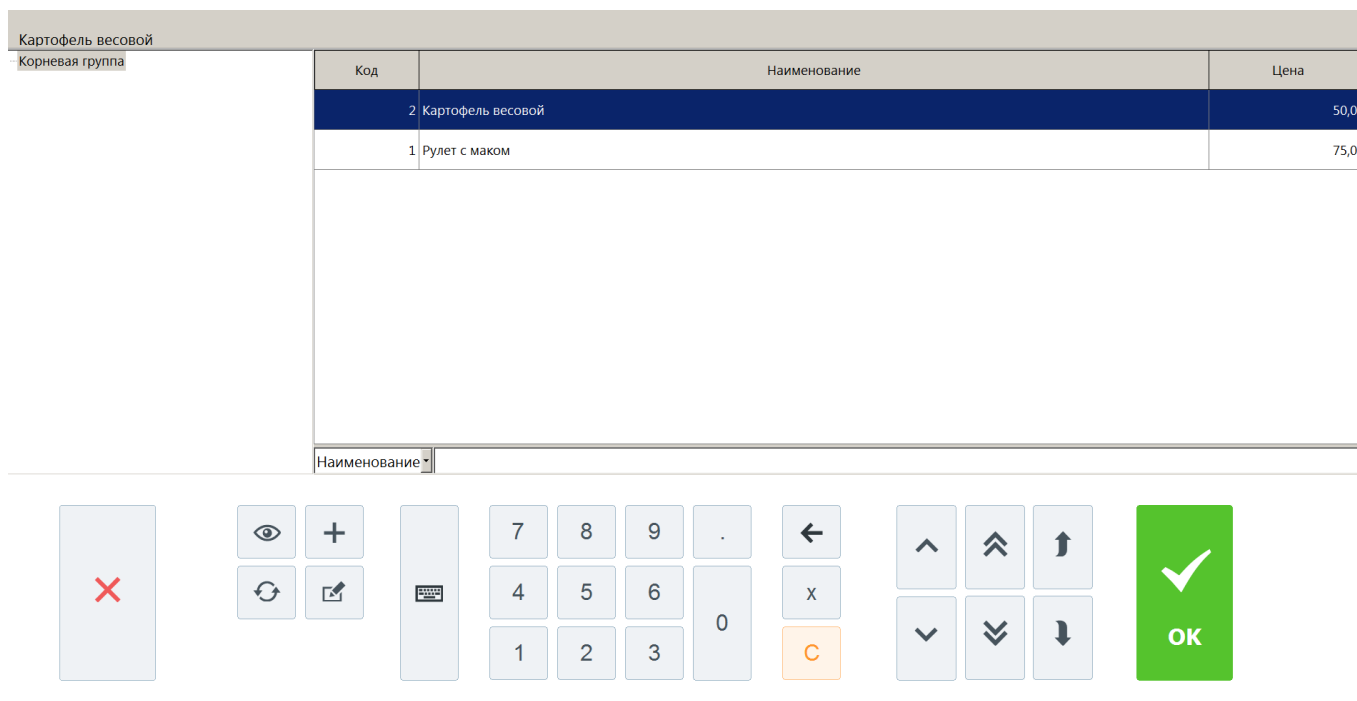 Картофель весовой
Корневая группа
Код Наименование Цена
2 Картофель весовой 50,0
1 Рулет с маком 75,0
Наименование
7 8 9 .
4 5 6 x
0
1 2 3 C
OK